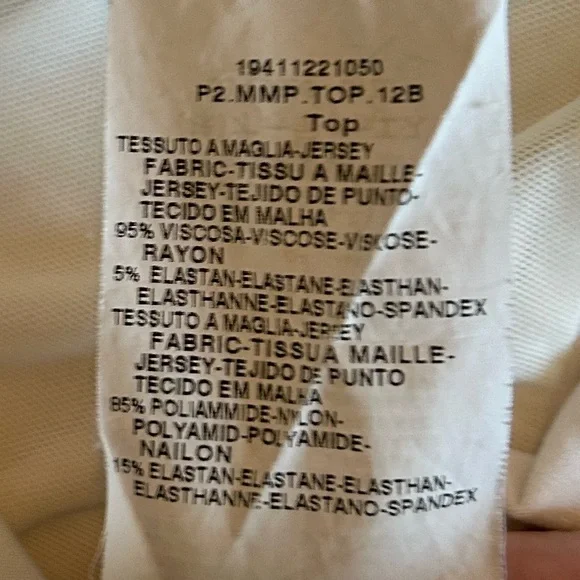 19411221050
P2.MMP.TOP.12B
Top
TESSUTO A MAGLIA-JERSEY
FABRIC-TISSU A MAILLE-
JERSEY-TEJIDO DE PUNTO-
TECIDO EM MALHA
95% VISCOSA-VISCOSE-VISCOSE-
RAYON
5% ELASTAN-ELASTANE-ELASTHAN-
ELASTHANNE-ELASTANO-SPANDEX
TESSUTO A MAGLIA-JERSEY
FABRIC-TISSU A MAILLE-
JERSEY-TEJIDO DE PUNTO
TECIDO EM MALHA
85% POLIAMMIDE-NYLON-
POLYAMID-POLYAMIDE-
NAILON
15% ELASTAN-ELASTANE-ELASTHAN-
ELASTHANNE-ELASTANO-SPANDEX